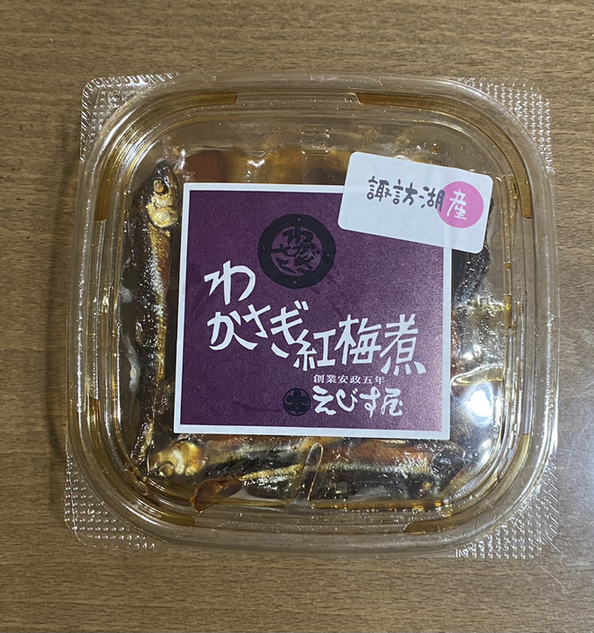 諏訪湖産
わかさぎ紅梅煮
創業安政五年
えびす屋